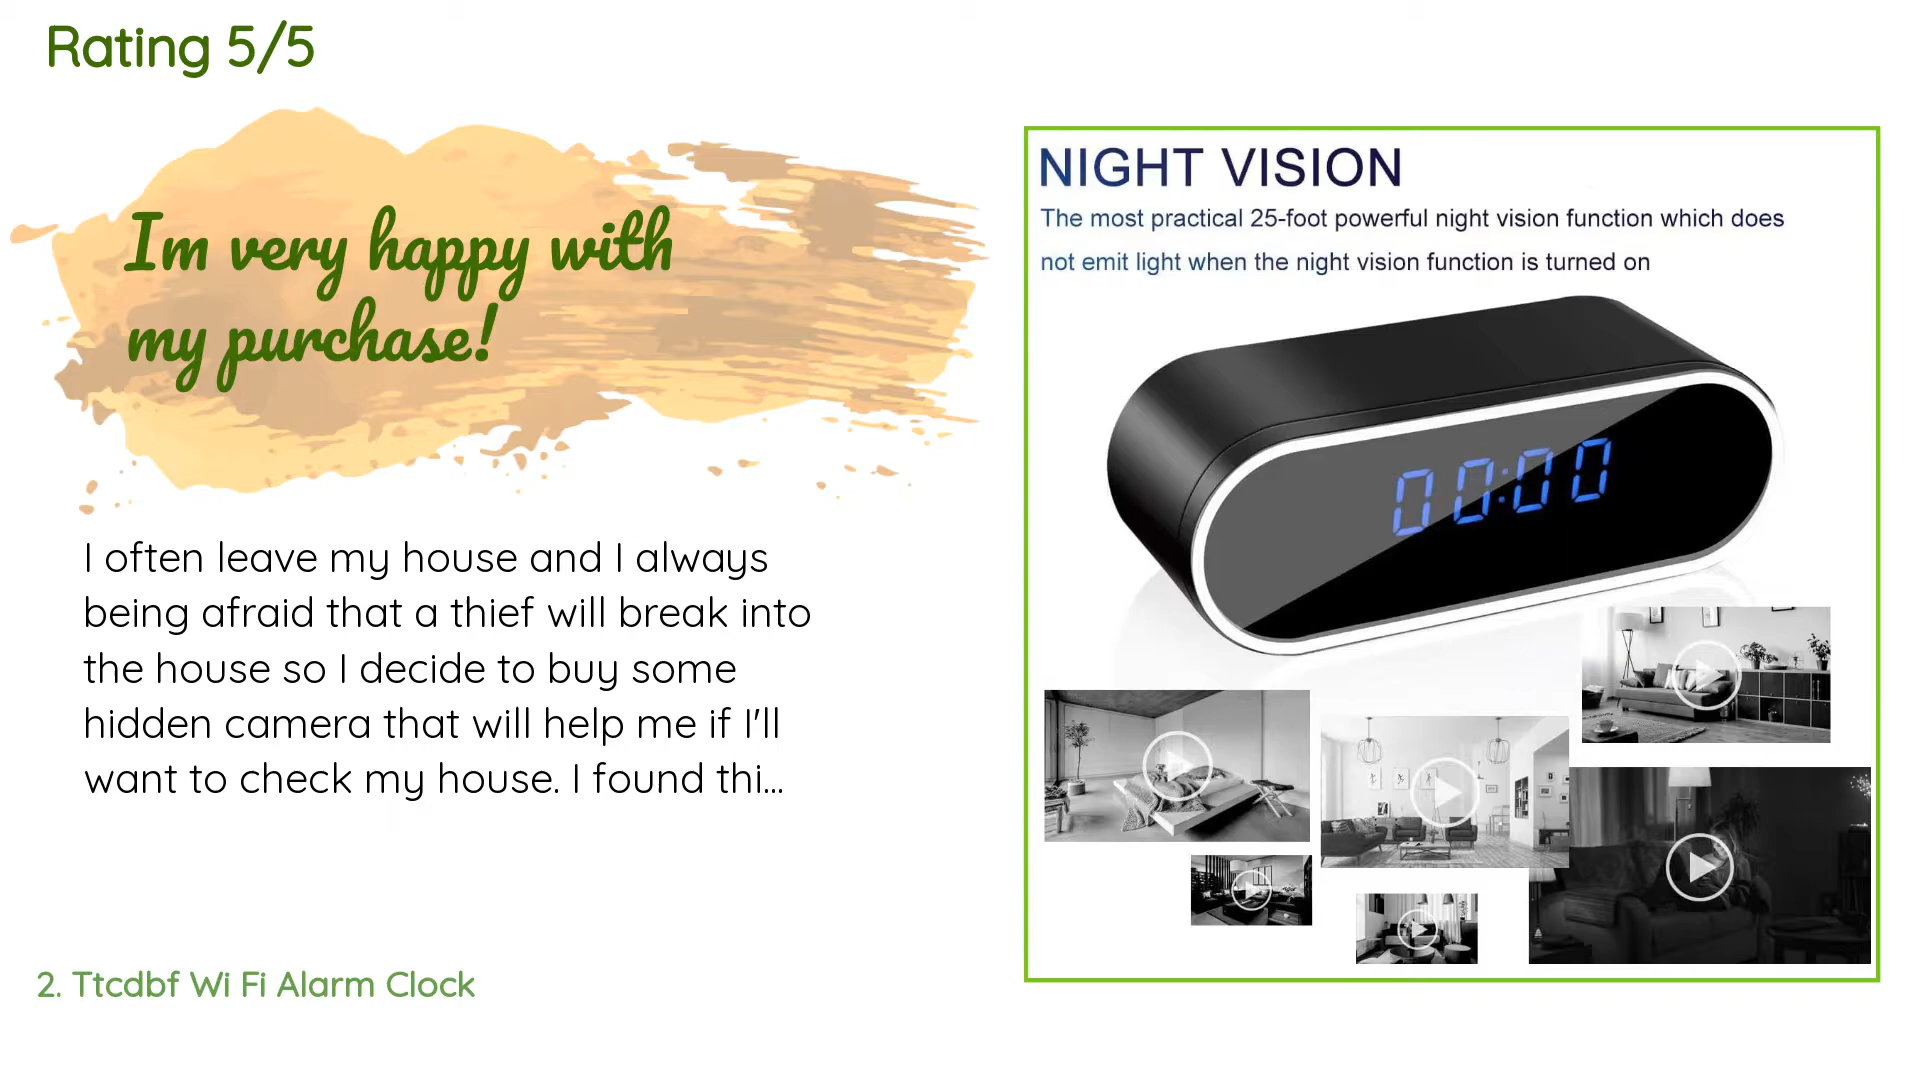 Rating 5/5
Im very happy with
my purchase!
I often leave my house and I always
being afraid that a thief will break into
the house so I decide to buy some
hidden camera that will help me if I'll
want to check my house. I found thi...
2. Ttcdbf Wi Fi Alarm Clock
NIGHT VISION
The most practical 25-foot powerful night vision function which does
not emit light when the night vision function is turned on
00:00